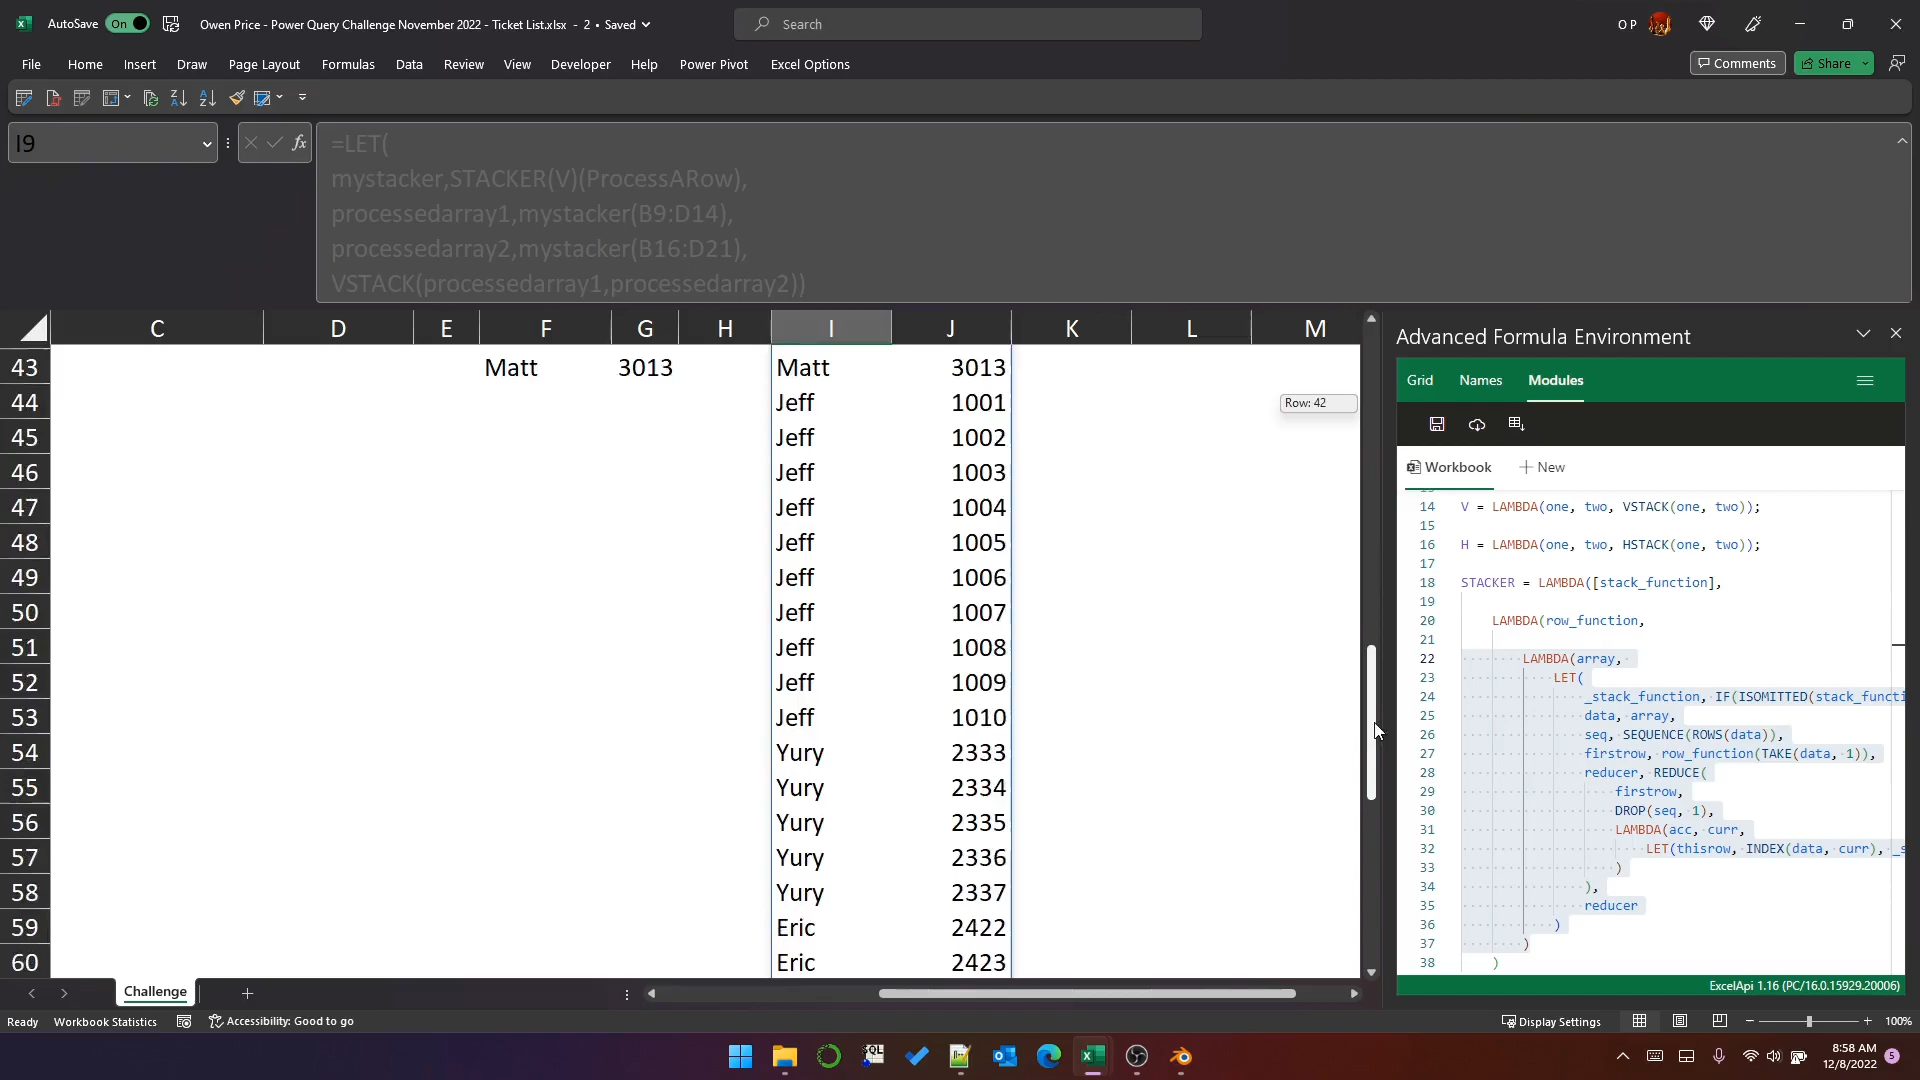 AutoSave On Owen Price - Power Query Challenge November 2022 - Ticket List.xlsx - 2 • Saved Search O P
File Home Insert Draw Page Layout Formulas Data Review View Developer Help Power Pivot Excel Options Comments Share
I9 fx =LET(
mystacker,STACKER(V)(ProcessARow),
processedarray1,mystacker(B9:D14),
processedarray2,mystacker(B16:D21),
VSTACK(processedarray1,processedarray2))
C D E F G H I J K L M
43 Matt 3013 Matt 3013
44 Jeff 1001
45 Jeff 1002
46 Jeff 1003
47 Jeff 1004
48 Jeff 1005
49 Jeff 1006
50 Jeff 1007
51 Jeff 1008
52 Jeff 1009
53 Jeff 1010
54 Yury 2333
55 Yury 2334
56 Yury 2335
57 Yury 2336
58 Yury 2337
59 Eric 2422
60 Eric 2423
Row: 42
Advanced Formula Environment
Grid Names Modules
Workbook + New
14 V = LAMBDA(one, two, VSTACK(one, two));
15
16 H = LAMBDA(one, two, HSTACK(one, two));
17
18 STACKER = LAMBDA([stack_function],
19
20 LAMBDA(row_function,
21
22 LAMBDA(array,
23 LET(
24 _stack_function, IF(ISOMITTED(stack_functi
25 data, array,
26 seq, SEQUENCE(ROWS(data)),
27 firstrow, row_function(TAKE(data, 1)),
28 reducer, REDUCE(
29 firstrow,
30 DROP(seq, 1),
31 LAMBDA(acc, curr,
32 LET(thisrow, INDEX(data, curr), _s
33 )
34 ),
35 reducer
36 )
37 )
38 )
ExcelApi 1.16 (PC/16.0.15929.20006)
Challenge
Ready Workbook Statistics Accessibility: Good to go Display Settings 100%
SQL 8:58 AM
12/8/2022 5